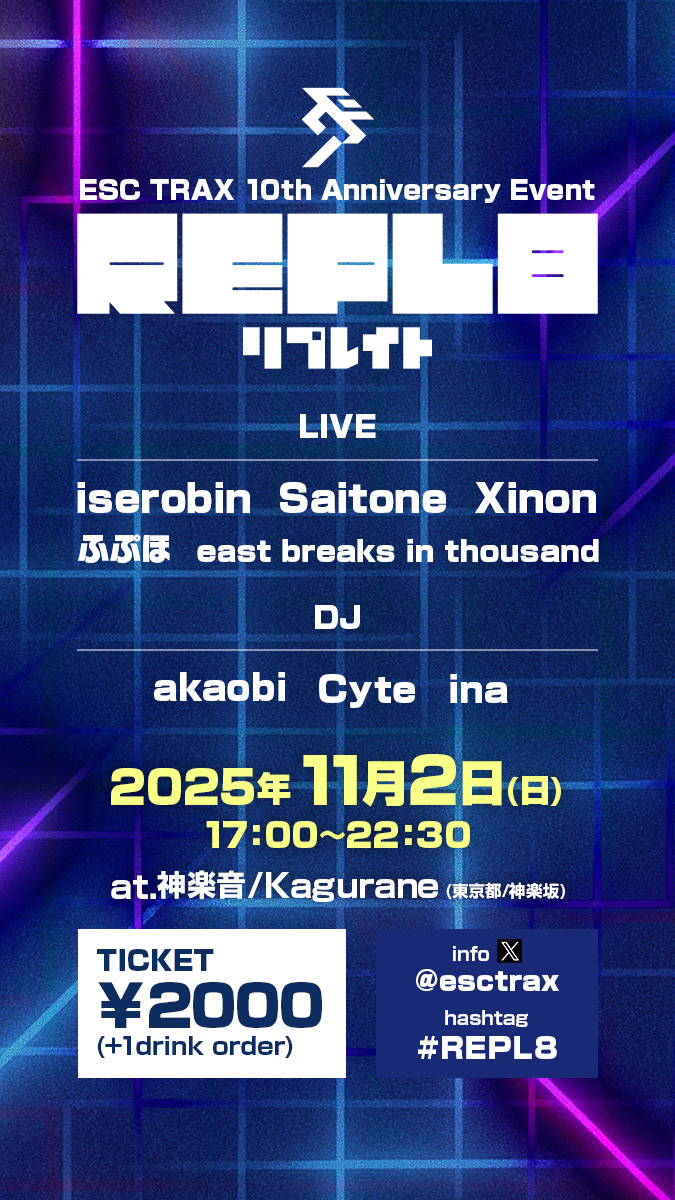 ESC TRAX 10th Anniversary Event
REPL8
リプレイト
LIVE
iserobin Saitone Xinon
ふぷほ east breaks in thousand
DJ
akaobi Cyte ina
2025年 11月2日(日)
17:00〜22:30
at.神楽音/Kagurane (東京都/神楽坂)
TICKET
¥2000
(+1drink order)
info X
@esctrax
hashtag
#REPL8